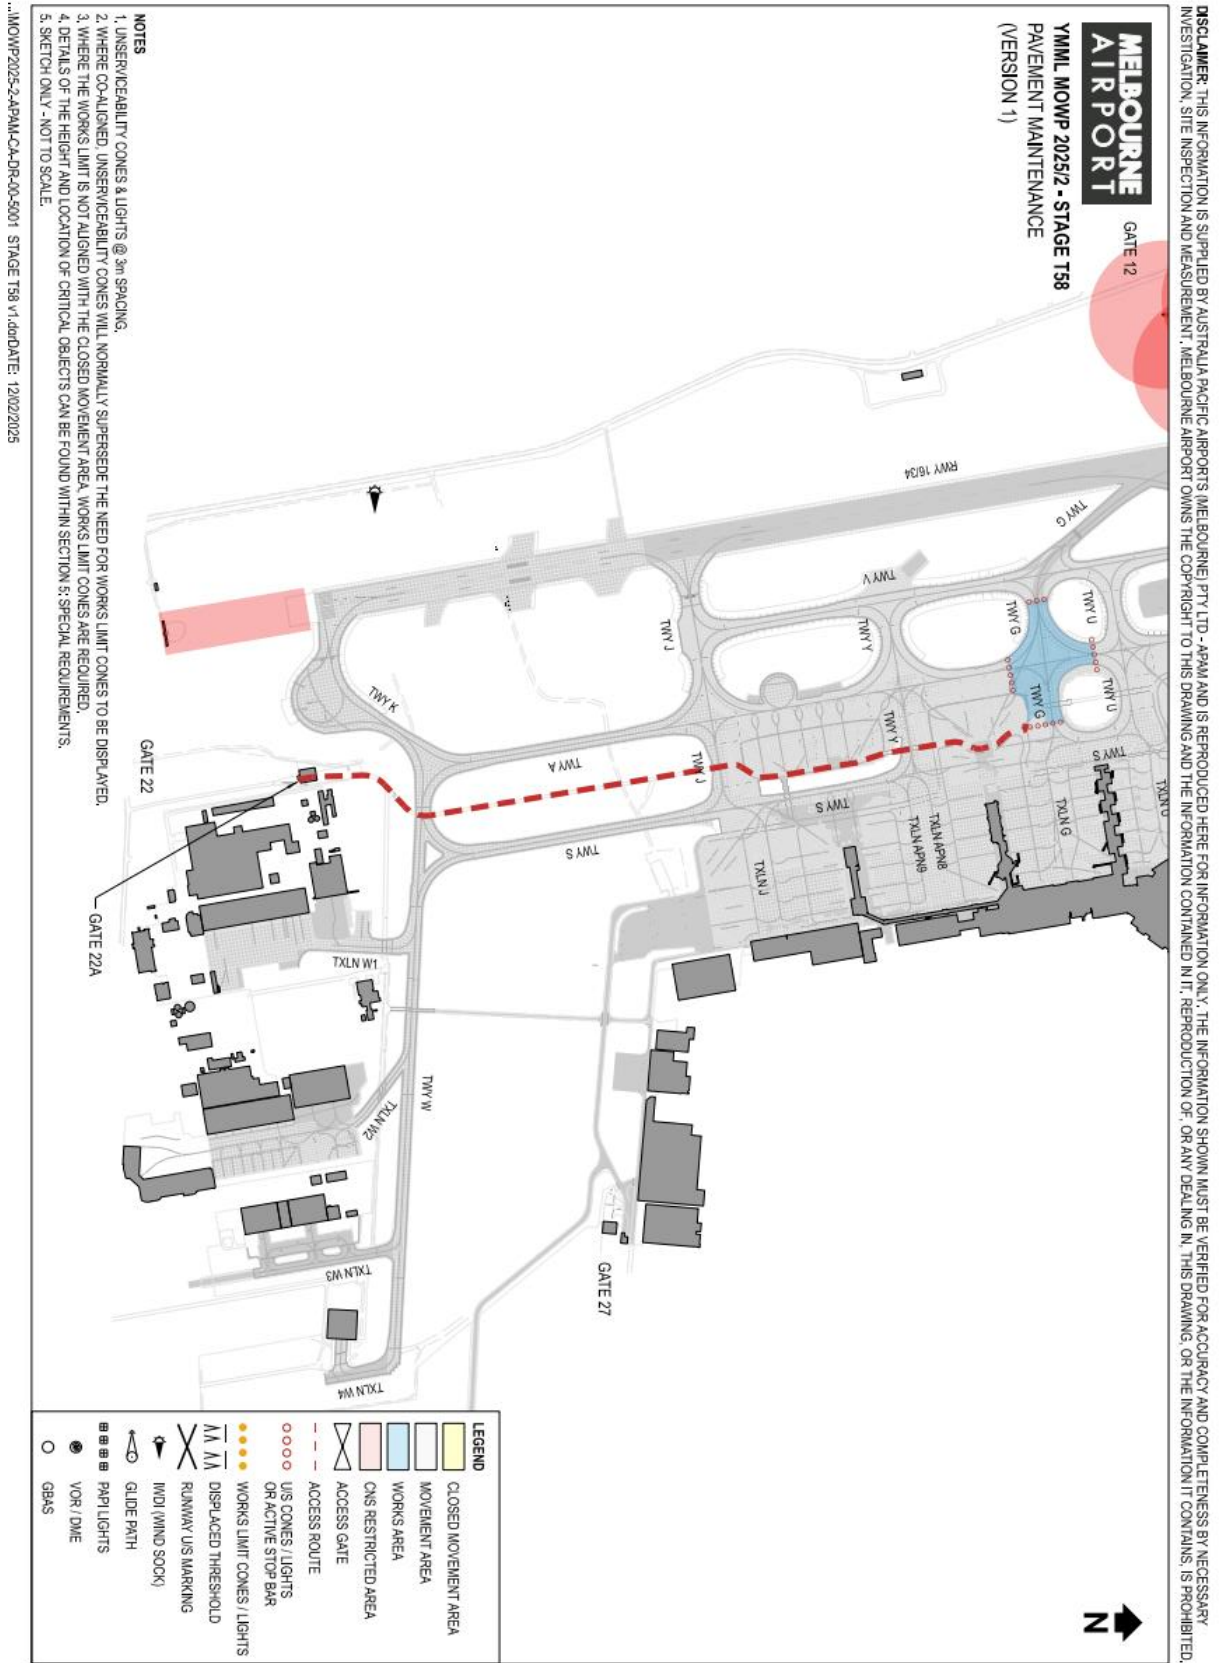 DISCLAIMER: THIS INFORMATION IS SUPPLIED BY AUSTRALIA PACIFIC AIRPORTS (MELBOURNE) PTY LTD - APAM AND IS REPRODUCED HERE FOR INFORMATION ONLY. THE INFORMATION SHOWN MUST BE VERIFIED FOR ACCURACY AND COMPLETENESS BY NECESSARY
INVESTIGATION, SITE INSPECTION AND MEASUREMENT. MELBOURNE AIRPORT OWNS THE COPYRIGHT TO THIS DRAWING AND THE INFORMATION CONTAINED IN IT. REPRODUCTION OF, OR ANY DEALING IN, THIS DRAWING, OR THE INFORMATION IT CONTAINS, IS PROHIBITED.
MELBOURNE
AIRPORT
YMML MOWP 2025/2 - STAGE T58
PAVEMENT MAINTENANCE
(VERSION 1)
GATE 12
N
RWY 16/34
TWY G
TWY V
TWY U
TWY G
TWY U
TWY G
TWY Y
TWY J
TWY Y
TWY S
TXLN U
TXLN G
TXLN APN8
TXLN APN9
TWY S
TXLN J
TWY J
TWY A
TWY S
TWY K
GATE 22
GATE 22A
TXLN W1
TWY W
TXLN W2
TXLN W3
TXLN W4
GATE 27
NOTES
1. UNSERVICEABILITY CONES & LIGHTS @ 3m SPACING.
2. WHERE CO-ALIGNED, UNSERVICEABILITY CONES WILL NORMALLY SUPERSEDE THE NEED FOR WORKS LIMIT CONES TO BE DISPLAYED.
3. WHERE THE WORKS LIMIT IS NOT ALIGNED WITH THE CLOSED MOVEMENT AREA, WORKS LIMIT CONES ARE REQUIRED.
4. DETAILS OF THE HEIGHT AND LOCATION OF CRITICAL OBJECTS CAN BE FOUND WITHIN SECTION 5: SPECIAL REQUIREMENTS.
5. SKETCH ONLY - NOT TO SCALE.
LEGEND
CLOSED MOVEMENT AREA
MOVEMENT AREA
WORKS AREA
CNS RESTRICTED AREA
ACCESS GATE
ACCESS ROUTE
U/S CONES / LIGHTS
OR ACTIVE STOP BAR
WORKS LIMIT CONES / LIGHTS
DISPLACED THRESHOLD
RUNWAY U/S MARKING
IWDI (WIND SOCK)
GLIDE PATH
PAPI LIGHTS
VOR / DME
GBAS
...\MOWP2025-2-APAM-CA-DR-00-5001 STAGE T58 v1.dgnDATE: 12/02/2025